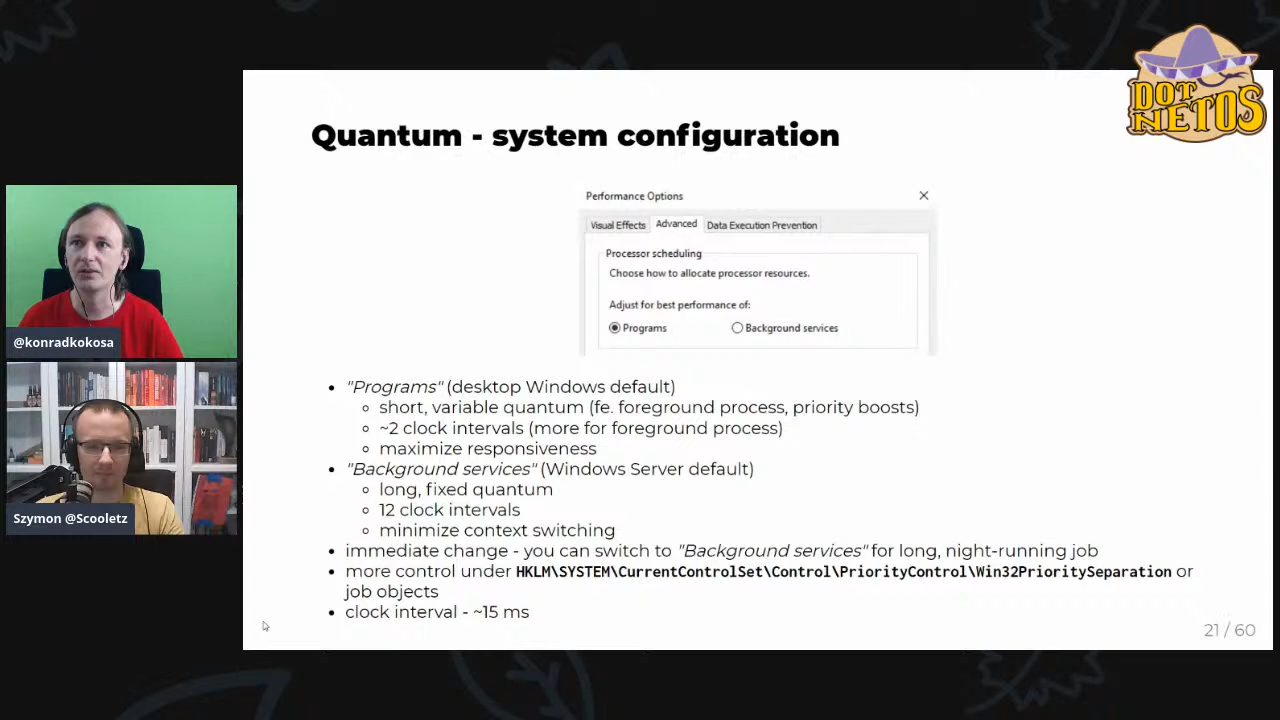 DOT
NETOS
Quantum - system configuration
Performance Options
Visual Effects Advanced Data Execution Prevention
Processor scheduling
Choose how to allocate processor resources.
Adjust for best performance of:
Programs Background services
@konradkokosa
Szymon @Scooletz
"Programs" (desktop Windows default)
short, variable quantum (fe. foreground process, priority boosts)
~2 clock intervals (more for foreground process)
maximize responsiveness
"Background services" (Windows Server default)
long, fixed quantum
12 clock intervals
minimize context switching
immediate change - you can switch to "Background services" for long, night-running job
more control under HKLM\SYSTEM\CurrentControlSet\Control\PriorityControl\Win32PrioritySeparation or
job objects
clock interval - ~15 ms
21 / 60